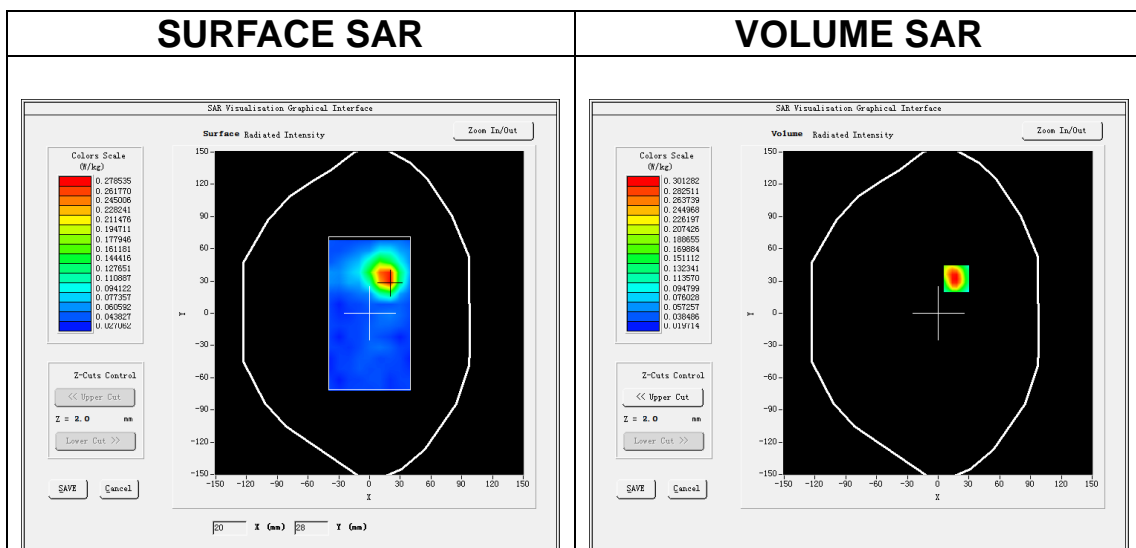 SURFACE SAR
VOLUME SAR
SAR Visualisation Graphical Interface
Surface Radiated Intensity
Zoom In/Out
Colors Scale
(W/kg)
0.278535
0.261770
0.245006
0.228241
0.211476
0.194711
0.177946
0.161181
0.144416
0.127651
0.110887
0.094122
0.077357
0.060592
0.043827
0.027062
150
120
90
60
30
0
-30
-60
-90
-120
-150
Y
-150 -120 -90 -60 -30 0 30 60 90 120 150
X
Z-Cuts Control
<< Upper Cut
Z = 2.0 mm
Lower Cut >>
SAVE Cancel
20 X (mm) 28 Y (mm)
SAR Visualisation Graphical Interface
Volume Radiated Intensity
Zoom In/Out
Colors Scale
(W/kg)
0.301282
0.282511
0.263739
0.244968
0.226197
0.207426
0.188655
0.169884
0.151112
0.132341
0.113570
0.094799
0.076028
0.057257
0.038486
0.019714
150
120
90
60
30
0
-30
-60
-90
-120
-150
Y
-150 -120 -90 -60 -30 0 30 60 90 120 150
X
Z-Cuts Control
<< Upper Cut
Z = 2.0 mm
Lower Cut >>
SAVE Cancel